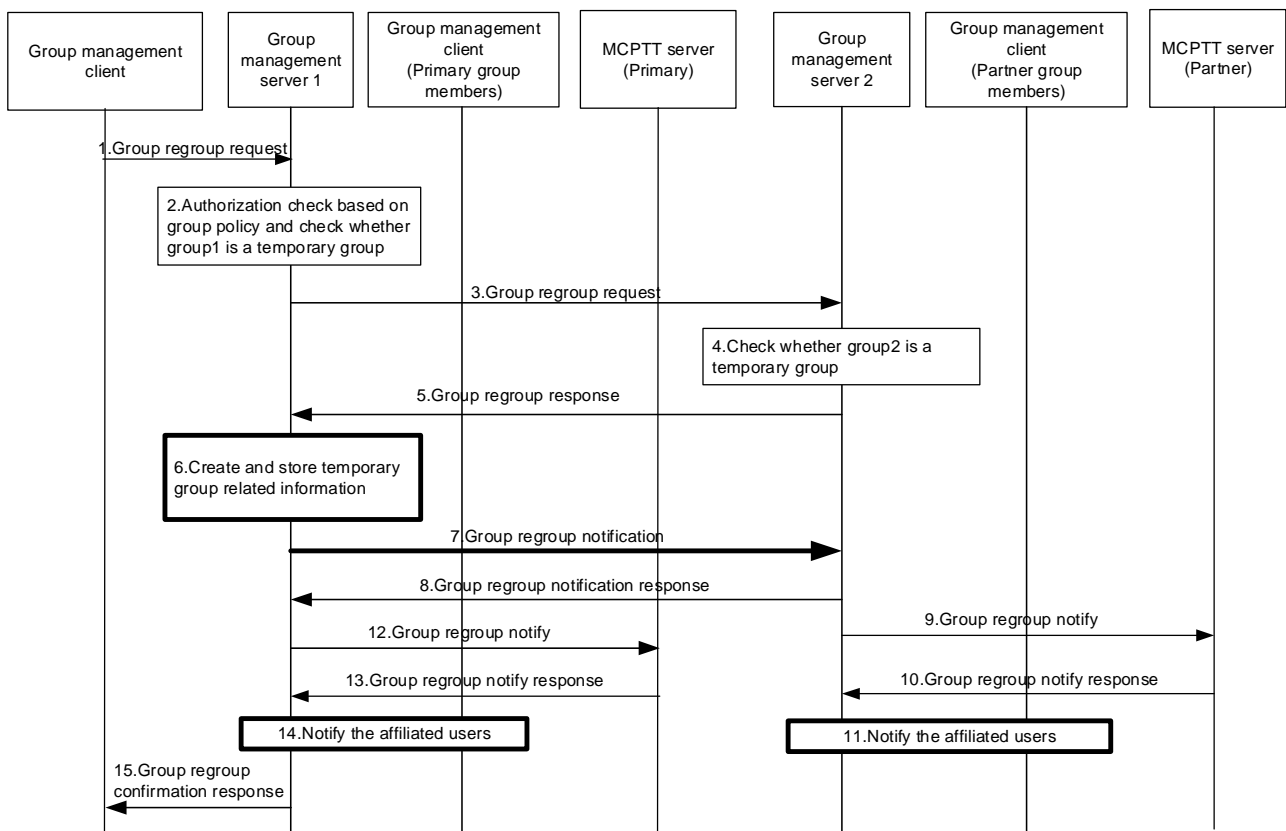 Group management
client
Group
management
server 1
Group management
client
(Primary group
members)
MCPTT server
(Primary)
Group
management
server 2
Group management
client
(Partner group
members)
MCPTT server
(Partner)
1.Group regroup request
2.Authorization check based on
group policy and check whether
group1 is a temporary group
3.Group regroup request
4.Check whether group2 is a
temporary group
5.Group regroup response
6.Create and store temporary
group related information
7.Group regroup notification
8.Group regroup notification response
12.Group regroup notify
9.Group regroup notify
13.Group regroup notify response
10.Group regroup notify response
14.Notify the affiliated users
11.Notify the affiliated users
15.Group regroup
confirmation response